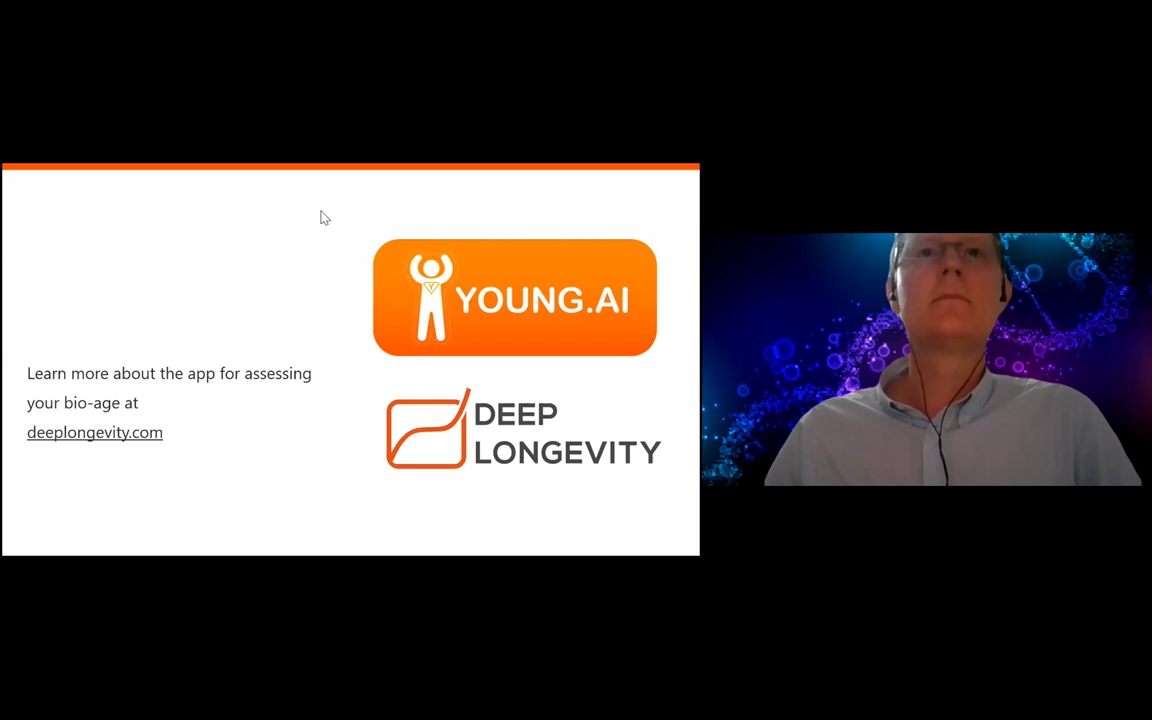 YOUNG.AI
Learn more about the app for assessing
your bio-age at
deeplongevity.com
DEEP
LONGEVITY